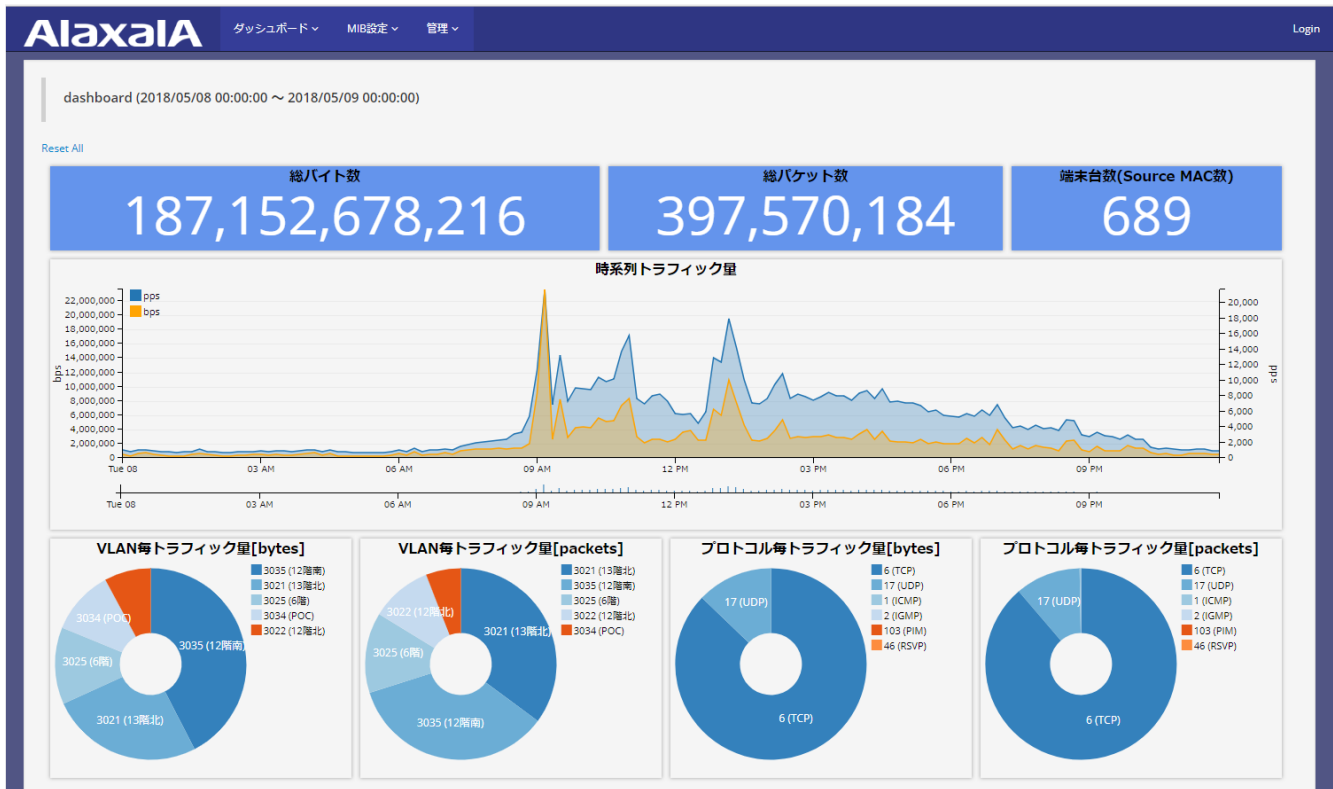 AlaxalA ダッシュボード MIB設定 管理 Login
dashboard (2018/05/08 00:00:00 ～ 2018/05/09 00:00:00)
Reset All
総バイト数
187,152,678,216
総パケット数
397,570,184
端末台数(Source MAC数)
689
時系列トラフィック量
pps
bps
bps
22,000,000
20,000,000
18,000,000
16,000,000
14,000,000
12,000,000
10,000,000
8,000,000
6,000,000
4,000,000
2,000,000
0
pps
20,000
18,000
16,000
14,000
12,000
10,000
8,000
6,000
4,000
2,000
0
Tue 08 03 AM 06 AM 09 AM 12 PM 03 PM 06 PM 09 PM
Tue 08 03 AM 06 AM 09 AM 12 PM 03 PM 06 PM 09 PM
VLAN毎トラフィック量[bytes]
3035 (12階南)
3021 (13階北)
3025 (6階)
3034 (POC)
3022 (12階北)
3034 (POC)
3035 (12階南)
3025 (6階)
3021 (13階北)
VLAN毎トラフィック量[packets]
3021 (13階北)
3035 (12階南)
3025 (6階)
3022 (12階北)
3034 (POC)
3022 (12階北)
3021 (13階北)
3025 (6階)
3035 (12階南)
プロトコル毎トラフィック量[bytes]
6 (TCP)
17 (UDP)
1 (ICMP)
2 (IGMP)
103 (PIM)
46 (RSVP)
17 (UDP)
6 (TCP)
プロトコル毎トラフィック量[packets]
6 (TCP)
17 (UDP)
1 (ICMP)
2 (IGMP)
103 (PIM)
46 (RSVP)
17 (UDP)
6 (TCP)